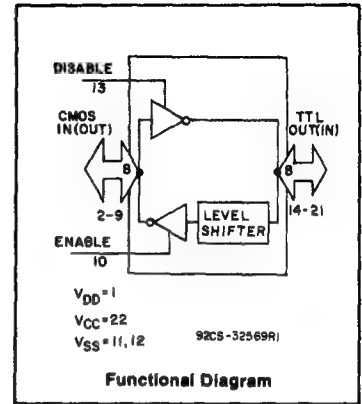 DISABLE
13
CMOS
IN(OUT)
TTL
OUT(IN)
8
8
2-9
LEVEL
SHIFTER
14-21
ENABLE
10
VDD=1
VCC=22
VSS=11,12
92CS-32569RI
Functional Diagram